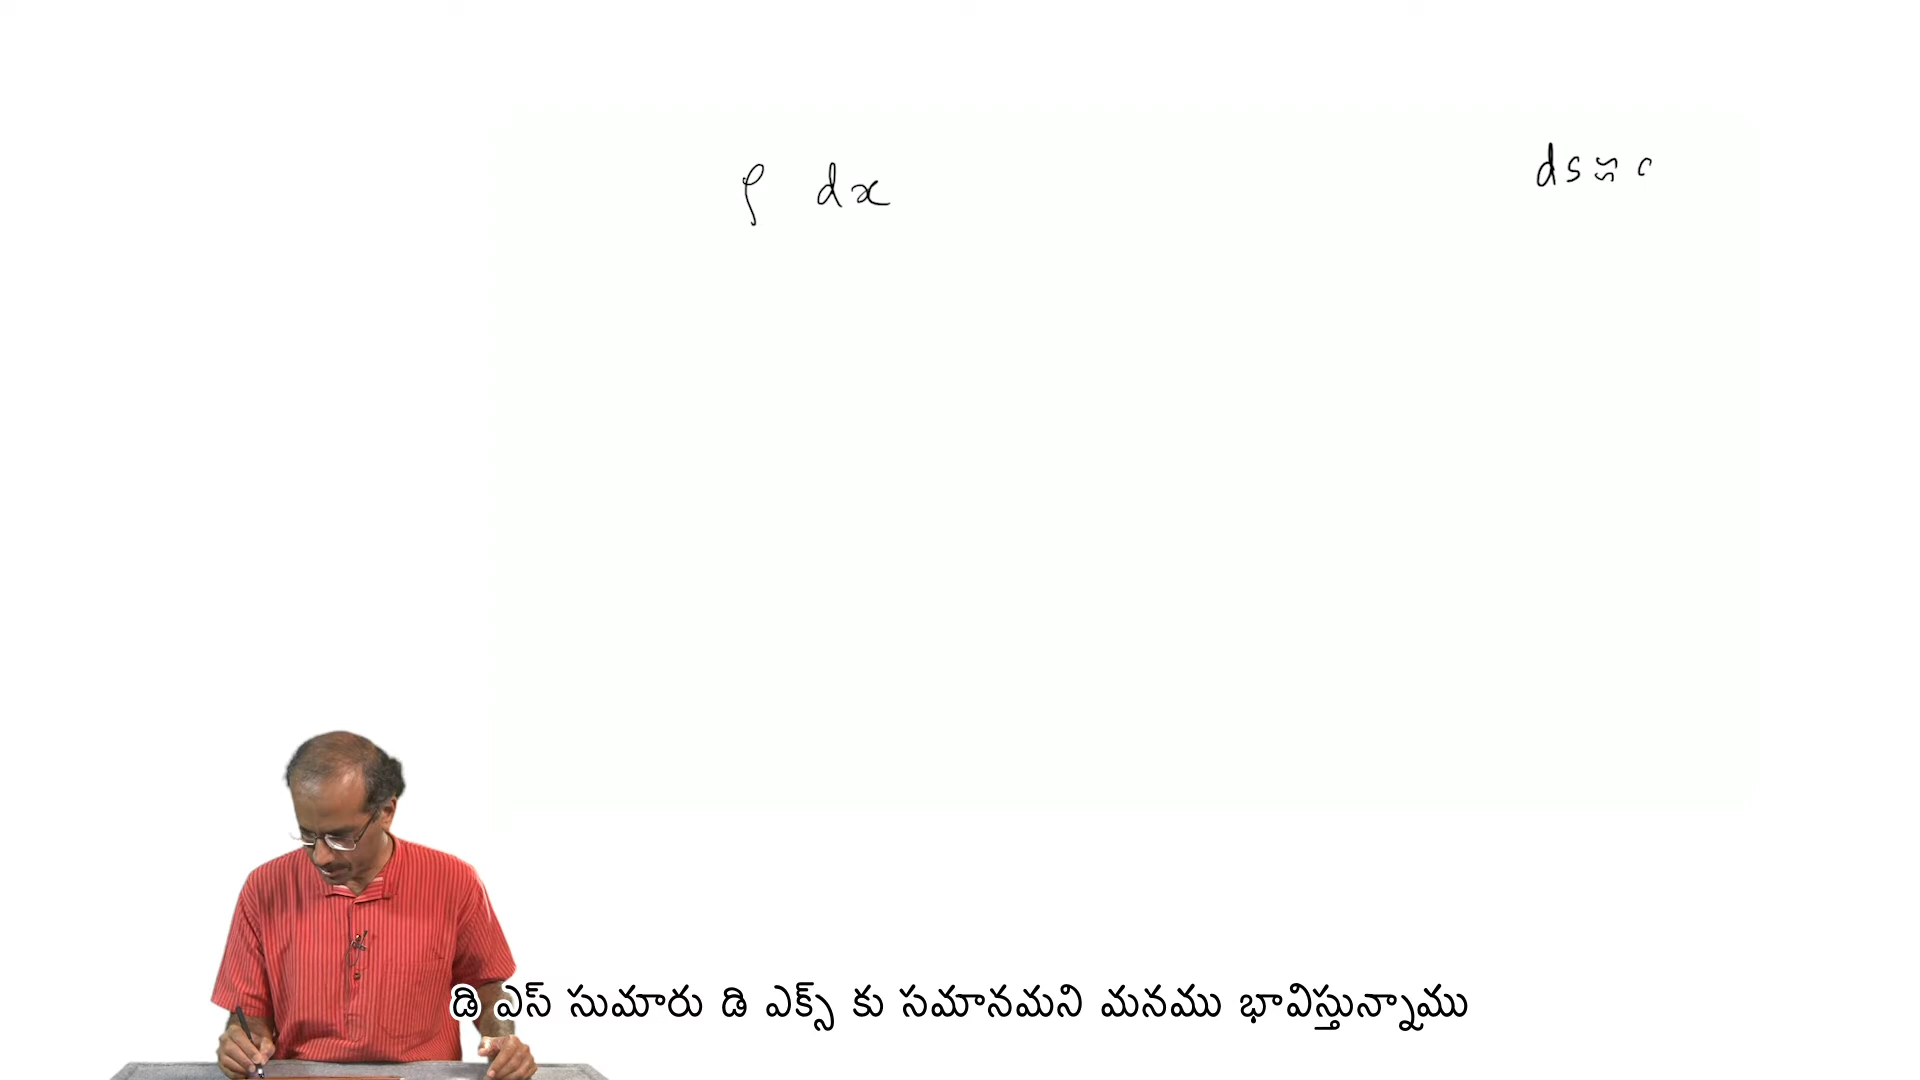 ρ dx
ds ≈
డి ఎస్ సుమారు డి ఎక్స్ కు సమానమని మనము భావిస్తున్నాము